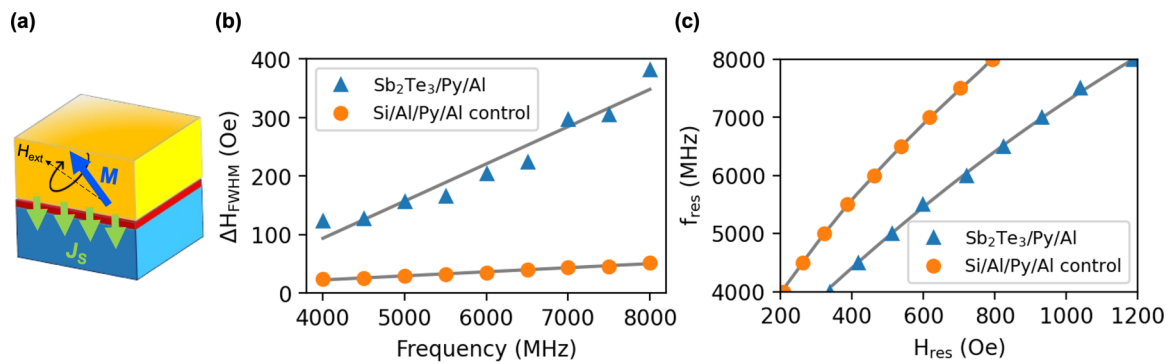 (a)
H_ext
M
J_S
(b)
ΔH_FWHM (Oe)
400
300
200
100
0
Sb₂Te₃/Py/Al
Si/Al/Py/Al control
4000 5000 6000 7000 8000
Frequency (MHz)
(c)
f_res (MHz)
8000
7000
6000
5000
4000
Sb₂Te₃/Py/Al
Si/Al/Py/Al control
200 400 600 800 1000 1200
H_res (Oe)